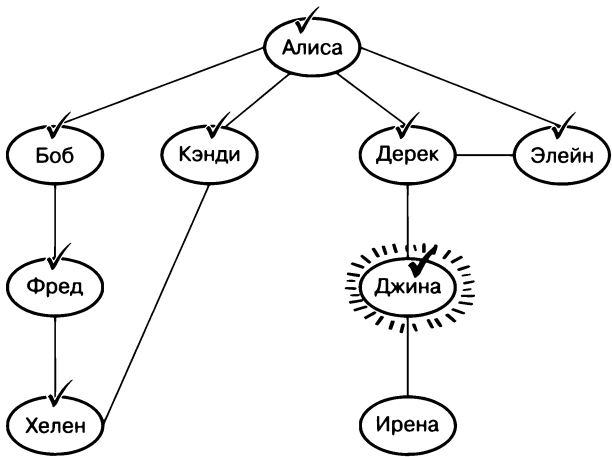 Алиса
Боб
Кэнди
Дерек
Элейн
Фред
Джина
Хелен
Ирена